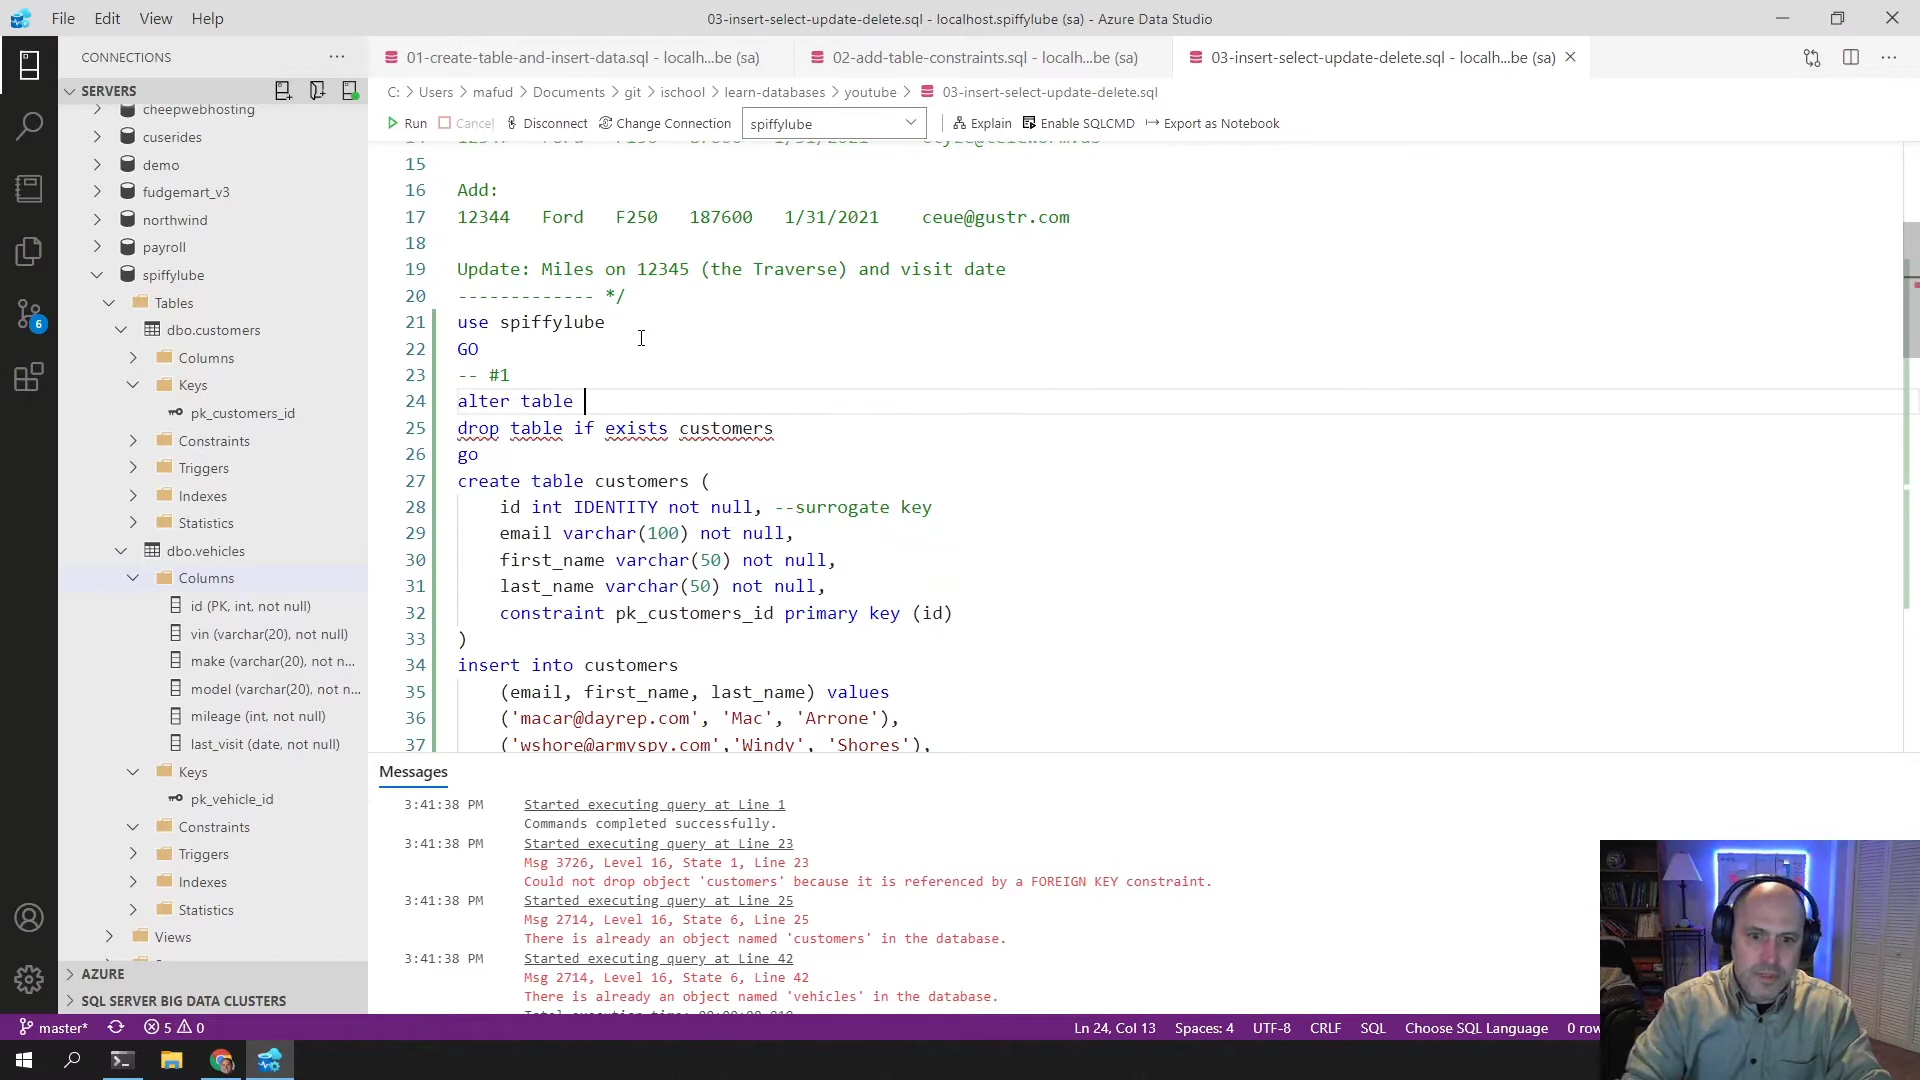 File Edit View Help
03-insert-select-update-delete.sql - localhost.spiffylube (sa) - Azure Data Studio
CONNECTIONS
SERVERS
cheepwebhosting
cuserides
demo
fudgemart_v3
northwind
payroll
spiffylube
Tables
dbo.customers
Columns
Keys
pk_customers_id
Constraints
Triggers
Indexes
Statistics
dbo.vehicles
Columns
id (PK, int, not null)
vin (varchar(20), not null)
make (varchar(20), not n...
model (varchar(20), not n...
mileage (int, not null)
last_visit (date, not null)
Keys
pk_vehicle_id
Constraints
Triggers
Indexes
Statistics
Views
AZURE
SQL SERVER BIG DATA CLUSTERS
6
01-create-table-and-insert-data.sql - localh...be (sa)
02-add-table-constraints.sql - localh...be (sa)
03-insert-select-update-delete.sql - localh...be (sa)
C: > Users > mafud > Documents > git > ischool > learn-databases > youtube > 03-insert-select-update-delete.sql
Run Cancel Disconnect Change Connection spiffylube Explain Enable SQLCMD Export as Notebook
15
16 Add:
17 12344 Ford F250 187600 1/31/2021 ceue@gustr.com
18
19 Update: Miles on 12345 (the Traverse) and visit date
20 ------------- */
21 use spiffylube
22 GO
23 -- #1
24 alter table
25 drop table if exists customers
26 go
27 create table customers (
28 id int IDENTITY not null, --surrogate key
29 email varchar(100) not null,
30 first_name varchar(50) not null,
31 last_name varchar(50) not null,
32 constraint pk_customers_id primary key (id)
33 )
34 insert into customers
35 (email, first_name, last_name) values
36 ('macar@dayrep.com', 'Mac', 'Arrone'),
37 ('wshore@armyspy.com','Windy', 'Shores'),
Messages
3:41:38 PM Started executing query at Line 1
Commands completed successfully.
3:41:38 PM Started executing query at Line 23
Msg 3726, Level 16, State 1, Line 23
Could not drop object 'customers' because it is referenced by a FOREIGN KEY constraint.
3:41:38 PM Started executing query at Line 25
Msg 2714, Level 16, State 6, Line 25
There is already an object named 'customers' in the database.
3:41:38 PM Started executing query at Line 42
Msg 2714, Level 16, State 6, Line 42
There is already an object named 'vehicles' in the database.
master* 5 0 Ln 24, Col 13 Spaces: 4 UTF-8 CRLF SQL Choose SQL Language 0 row